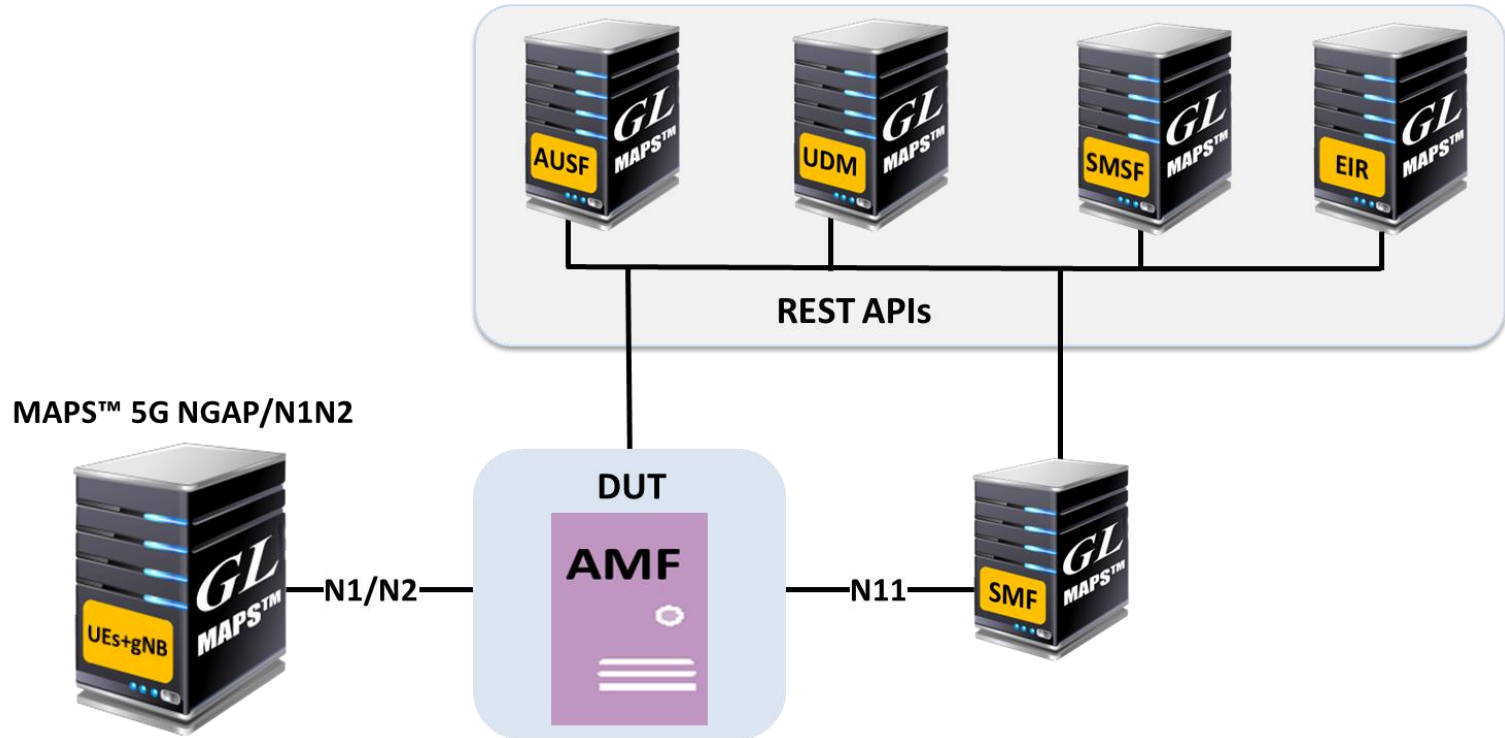 GL
MAPS™
AUSF
GL
MAPS™
UDM
GL
MAPS™
SMSF
GL
MAPS™
EIR
REST APIs
MAPS™ 5G NGAP/N1N2
GL
MAPS™
UEs+gNB
N1/N2
DUT
AMF
N11
GL
MAPS™
SMF